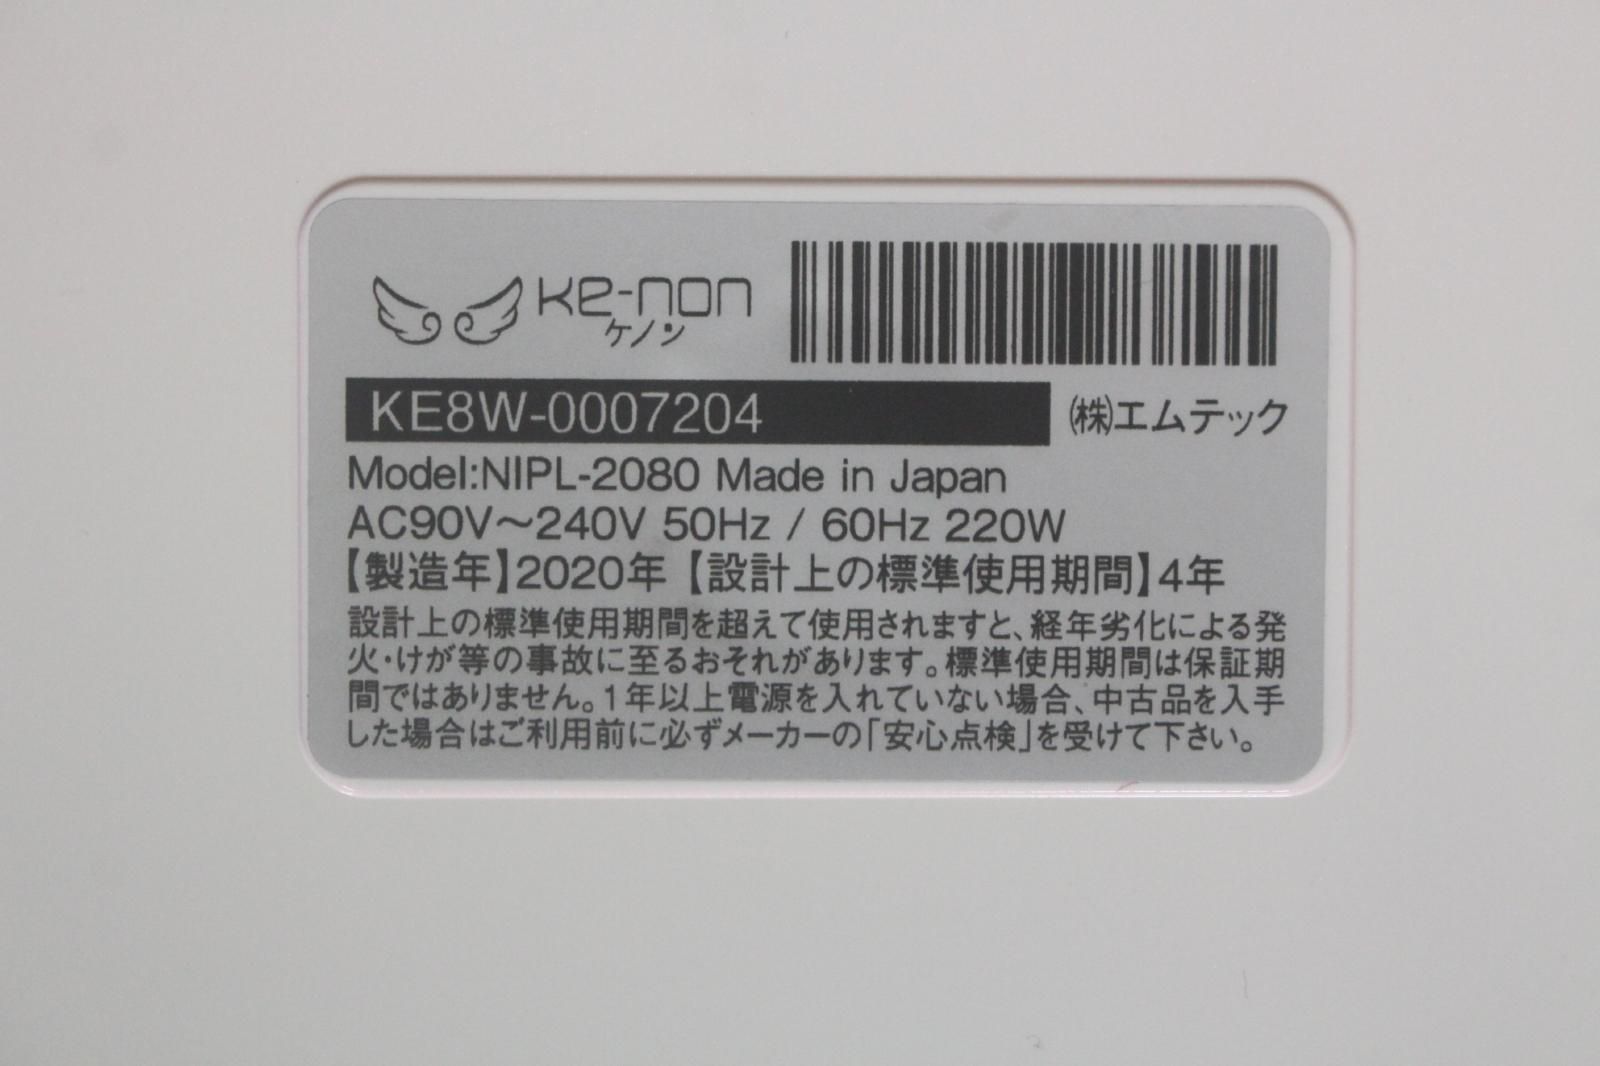 ke-non
ケノン
KE8W-0007204
㈱エムテック
Model:NIPL-2080 Made in Japan
AC90V～240V 50Hz / 60Hz 220W
【製造年】2020年【設計上の標準使用期間】4年
設計上の標準使用期間を超えて使用されますと、経年劣化による発
火・けが等の事故に至るおそれがあります。標準使用期間は保証期
間ではありません。1年以上電源を入れていない場合、中古品を入手
した場合はご利用前に必ずメーカーの「安心点検」を受けて下さい。